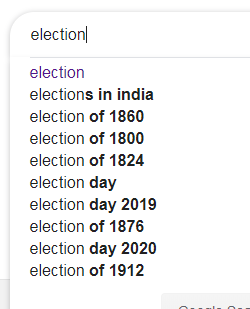 election
election
elections in india
election of 1860
election of 1800
election of 1824
election day
election day 2019
election of 1876
election day 2020
election of 1912